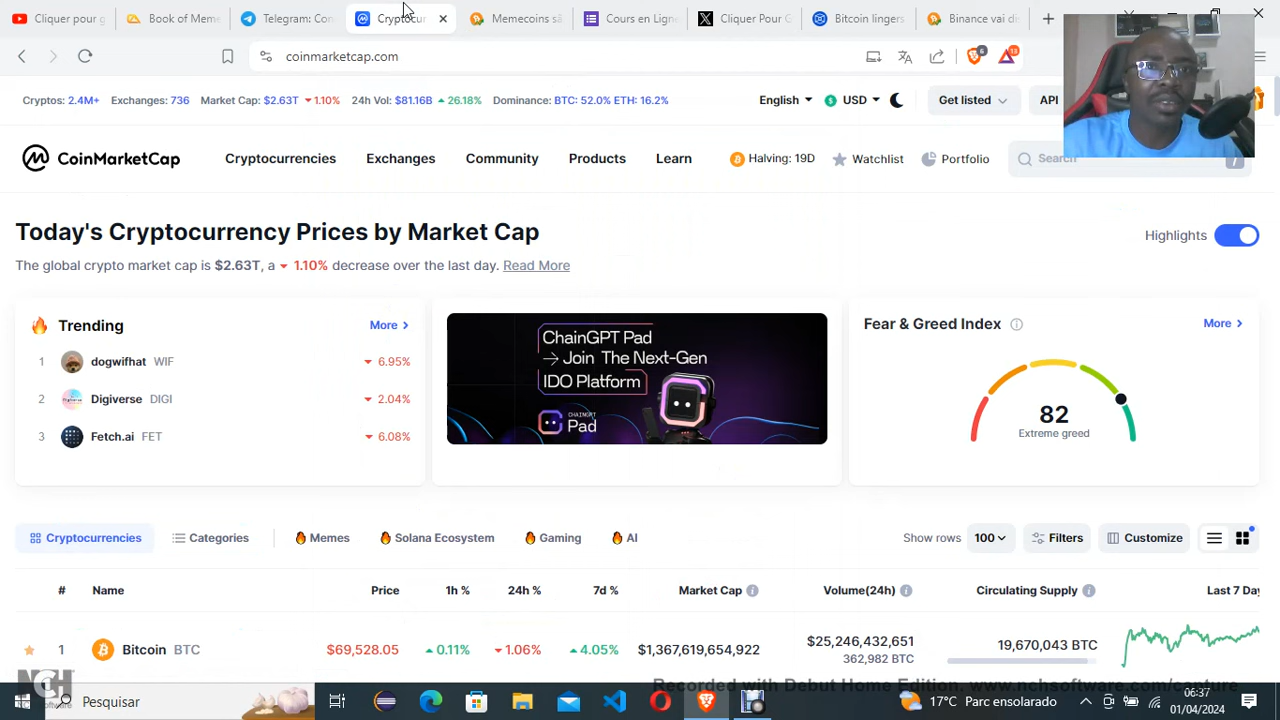 Cliquer pour g
Book of Meme
Telegram: Con
Cryptocur
Memecoins sã
Cours en Ligne
Cliquer Pour G
Bitcoin lingers
Binance vai di
coinmarketcap.com
6
13
Cryptos: 2.4M+ Exchanges: 736 Market Cap: $2.63T 1.10% 24h Vol: $81.16B 26.18% Dominance: BTC: 52.0% ETH: 16.2%
English USD Get listed API
CoinMarketCap
Cryptocurrencies Exchanges Community Products Learn
Halving: 19D Watchlist Portfolio Search /
Today's Cryptocurrency Prices by Market Cap
Highlights
The global crypto market cap is $2.63T, a 1.10% decrease over the last day. Read More
Trending More
1 dogwifhat WIF 6.95%
2 Digiverse DIGI 2.04%
3 Fetch.ai FET 6.08%
ChainGPT Pad
Join The Next-Gen
IDO Platform
CHAINGPT
Pad
Fear & Greed Index More
82
Extreme greed
Cryptocurrencies Categories Memes Solana Ecosystem Gaming AI
Show rows 100 Filters Customize
# Name Price 1h % 24h % 7d % Market Cap Volume(24h) Circulating Supply Last 7 Day
1 Bitcoin BTC $69,528.05 0.11% 1.06% 4.05% $1,367,619,654,922 $25,246,432,651 19,670,043 BTC
362,982 BTC
NCH
Software
Recorded with Debut Home Edition. www.nchsoftware.com/capture
Pesquisar
17°C Parc ensolarado
06:37
01/04/2024